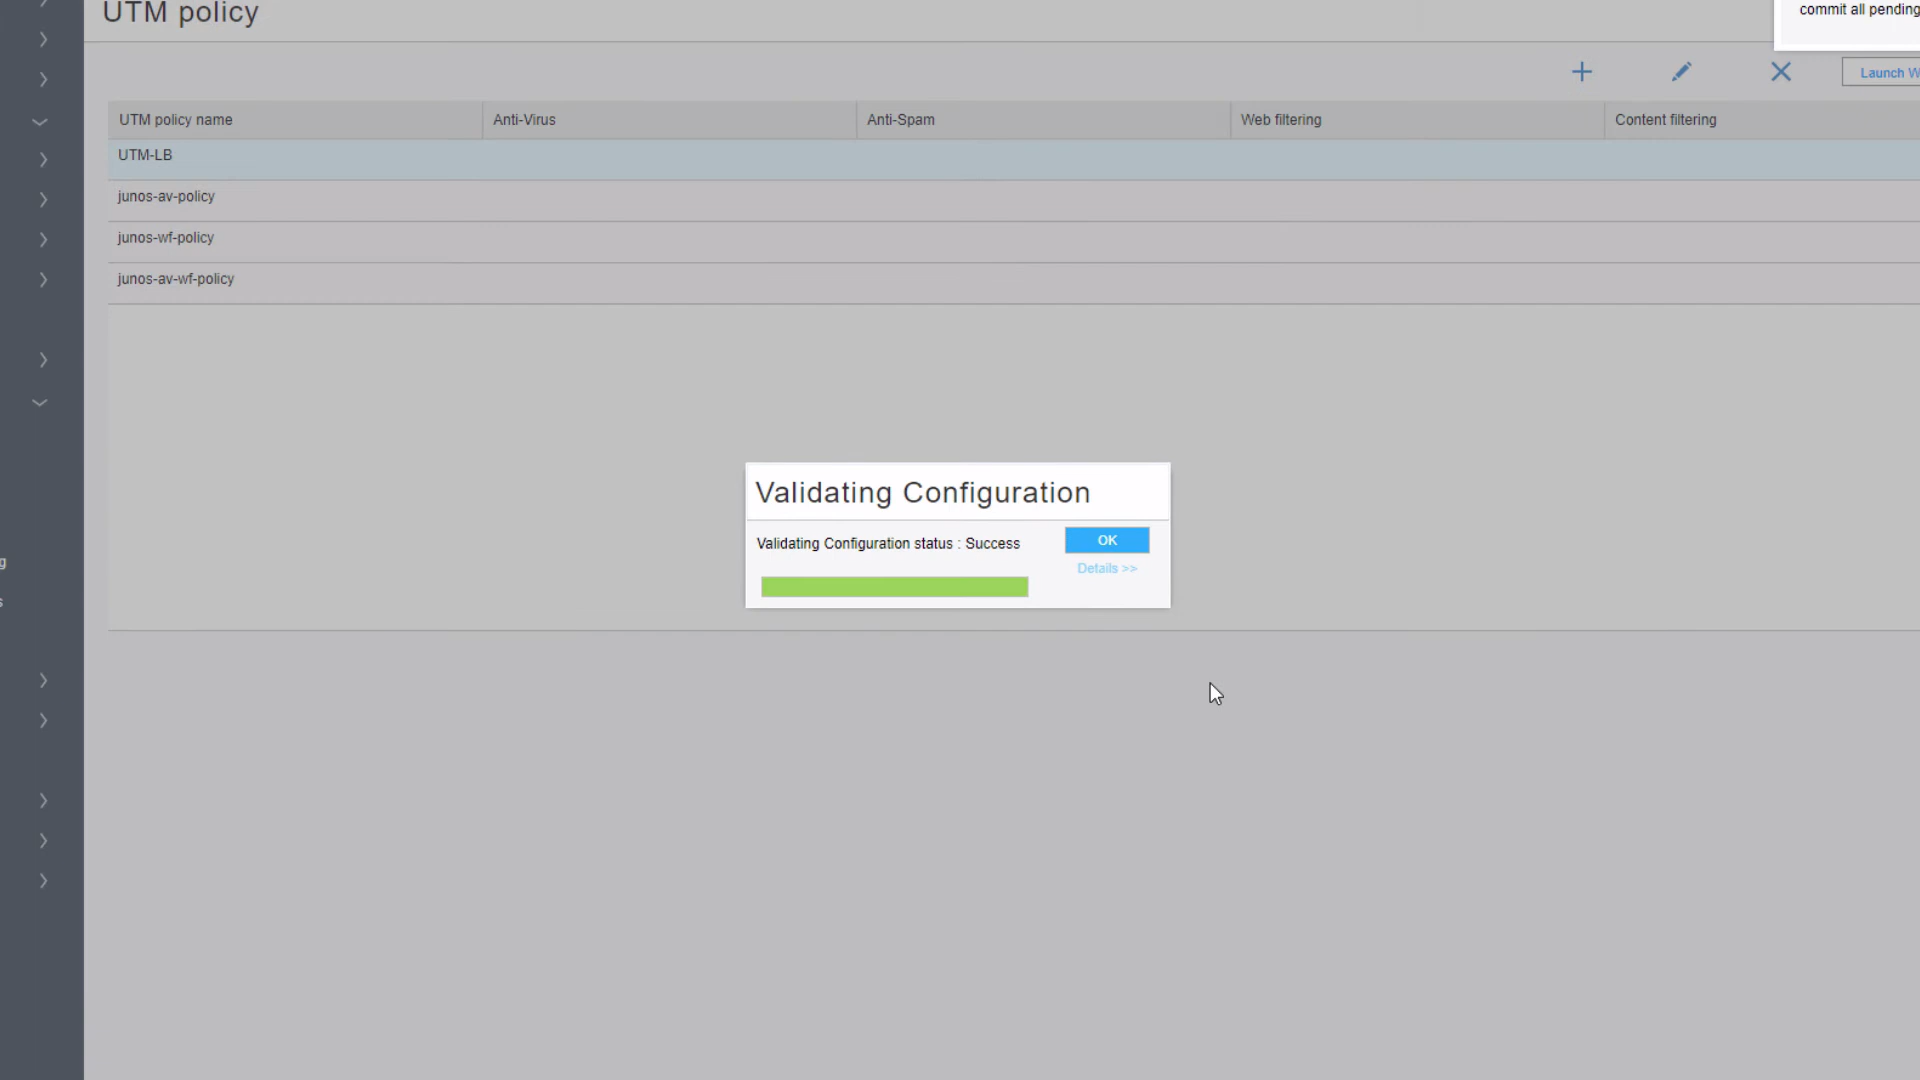 UTM policy
commit all pending
Launch W
UTM policy name Anti-Virus Anti-Spam Web filtering Content filtering
UTM-LB
junos-av-policy
junos-wf-policy
junos-av-wf-policy
Validating Configuration
Validating Configuration status : Success
OK
Details >>
g
s